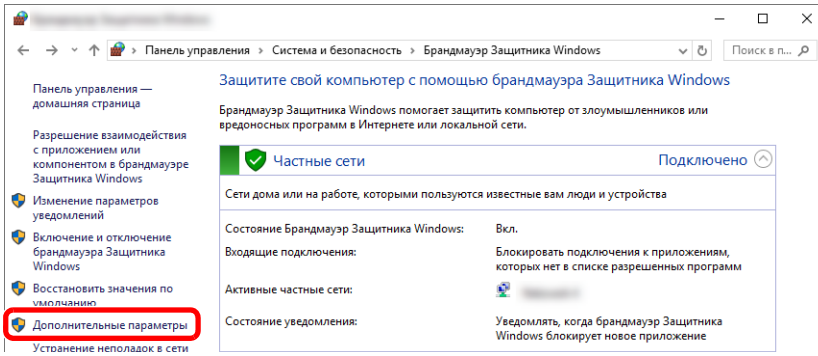 Панель управления › Система и безопасность › Брандмауэр Защитника Windows
Поиск в п...
Панель управления —
домашняя страница
Разрешение взаимодействия
с приложением или
компонентом в брандмауэре
Защитника Windows
Изменение параметров
уведомлений
Включение и отключение
брандмауэра Защитника
Windows
Восстановить значения по
умолчанию
Дополнительные параметры
Устранение неполадок в сети
Защитите свой компьютер с помощью брандмауэра Защитника Windows
Брандмауэр Защитника Windows помогает защитить компьютер от злоумышленников или
вредоносных программ в Интернете или локальной сети.
Частные сети Подключено
Сети дома или на работе, которыми пользуются известные вам люди и устройства
Состояние Брандмауэр Защитника Windows: Вкл.
Входящие подключения: Блокировать подключения к приложениям,
которых нет в списке разрешенных программ
Активные частные сети:
Состояние уведомления: Уведомлять, когда брандмауэр Защитника
Windows блокирует новое приложение